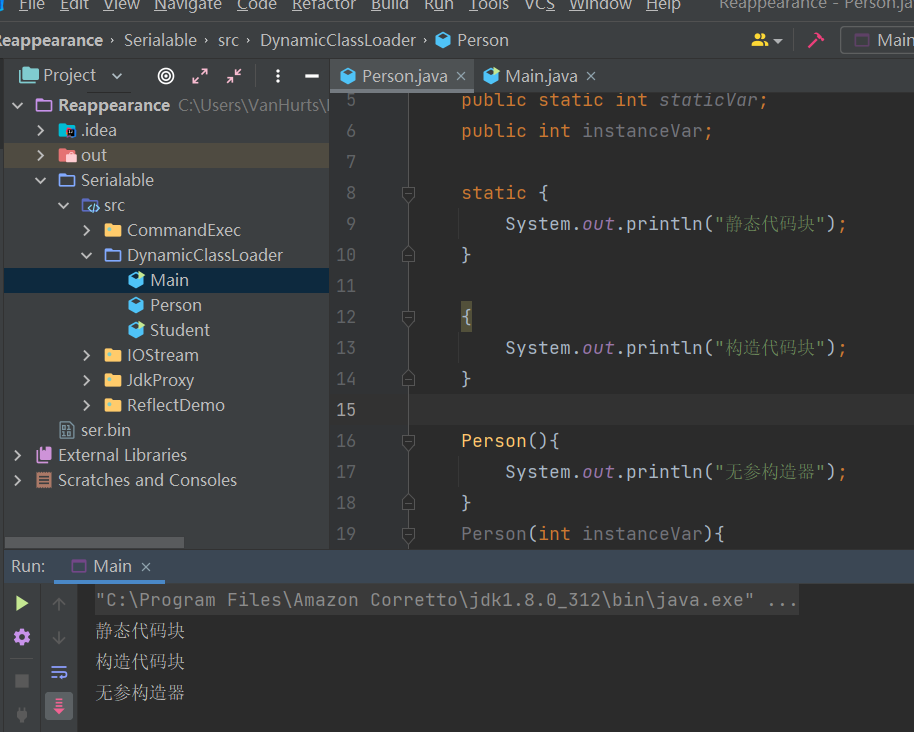 File Edit View Navigate Code Refactor Build Run Tools VCS Window Help Reappearance - Person.ja
Reappearance › Serialable › src › DynamicClassLoader › Person Main
Project
Person.java × Main.java ×
Reappearance C:\Users\VanHurts\
.idea
out
Serialable
src
CommandExec
DynamicClassLoader
Main
Person
Student
IOStream
JdkProxy
ReflectDemo
ser.bin
External Libraries
Scratches and Consoles
5 public static int staticVar;
6 public int instanceVar;
7
8 static {
9 System.out.println("静态代码块");
10 }
11
12 {
13 System.out.println("构造代码块");
14 }
15
16 Person(){
17 System.out.println("无参构造器");
18 }
19 Person(int instanceVar){
Run: Main ×
"C:\Program Files\Amazon Corretto\jdk1.8.0_312\bin\java.exe" ...
静态代码块
构造代码块
无参构造器